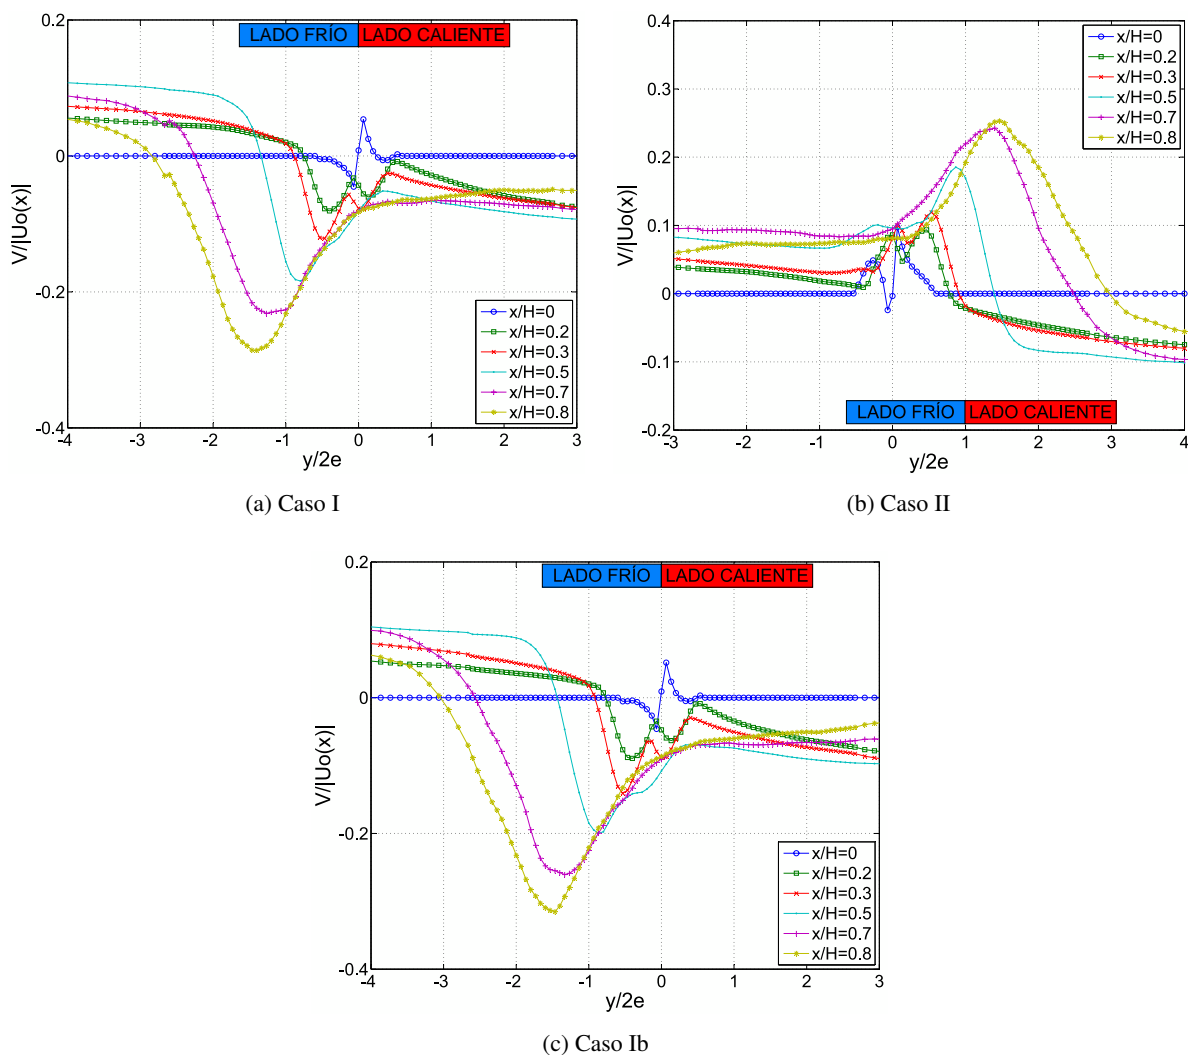 0.2
0
-0.2
-0.4
V/|Uo(x)|
LADO FRÍO LADO CALIENTE
x/H=0
x/H=0.2
x/H=0.3
x/H=0.5
x/H=0.7
x/H=0.8
-4 -3 -2 -1 0 1 2 3
y/2e
(a) Caso I
0.4
0.3
0.2
0.1
0
-0.1
-0.2
V/|Uo(x)|
x/H=0
x/H=0.2
x/H=0.3
x/H=0.5
x/H=0.7
x/H=0.8
LADO FRÍO LADO CALIENTE
-3 -2 -1 0 1 2 3 4
y/2e
(b) Caso II
0.2
0
-0.2
-0.4
V/|Uo(x)|
LADO FRÍO LADO CALIENTE
x/H=0
x/H=0.2
x/H=0.3
x/H=0.5
x/H=0.7
x/H=0.8
-4 -3 -2 -1 0 1 2 3
y/2e
(c) Caso Ib